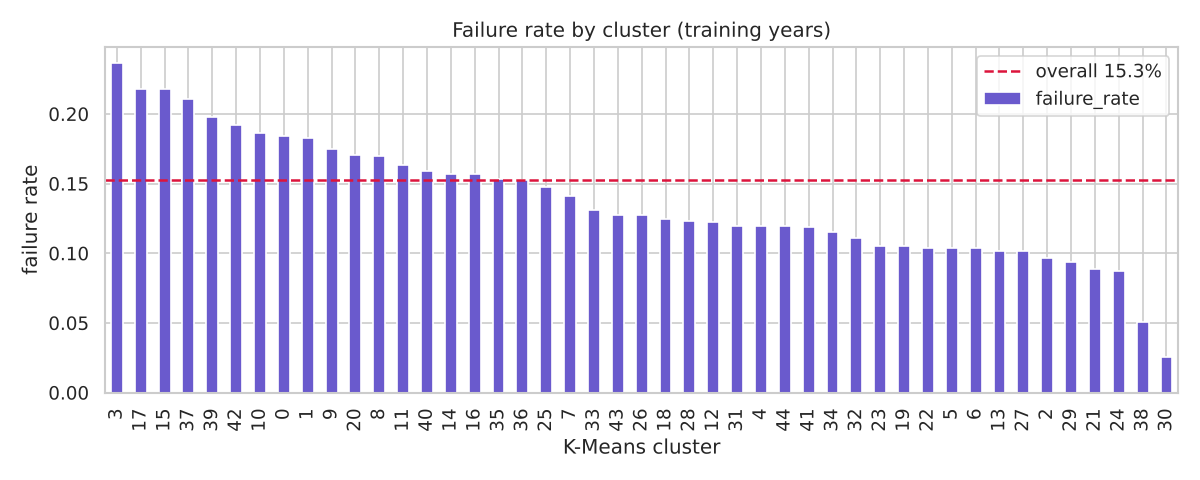 Failure rate by cluster (training years)
overall 15.3%
failure_rate
failure rate
0.20
0.15
0.10
0.05
0.00
3 17 15 37 39 42 10 0 1 9 20 8 11 40 14 16 35 36 25 7 33 43 26 18 28 12 31 4 44 41 34 32 23 19 22 5 6 13 27 2 29 21 24 38 30
K-Means cluster